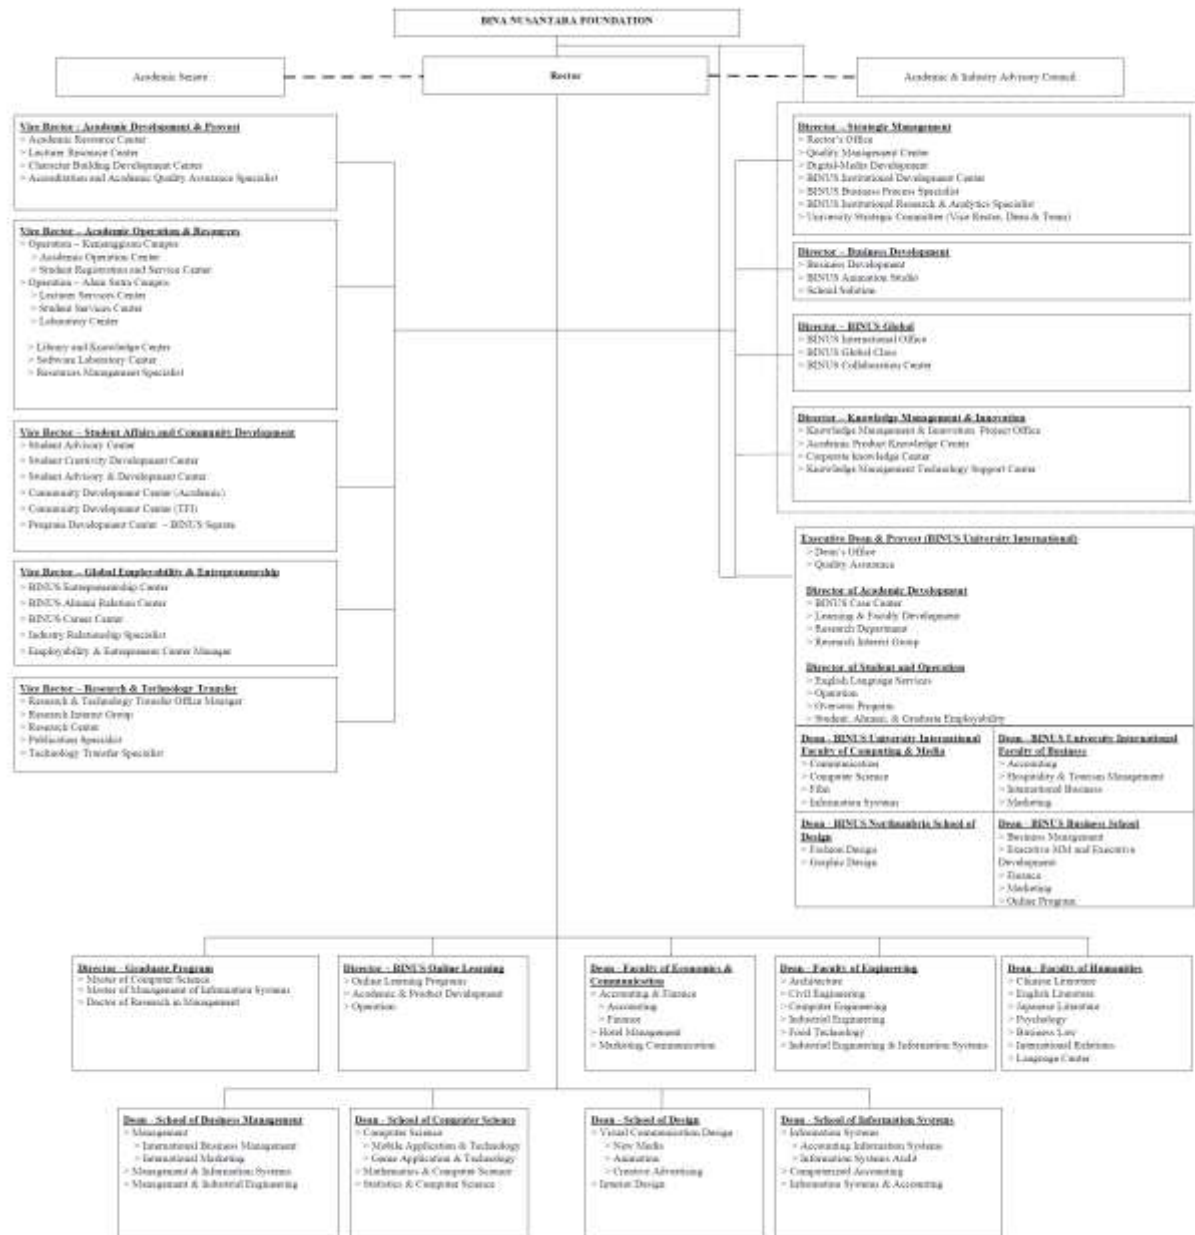 BINA NUSANTARA FOUNDATION
Academic Senate
Rector
Academic & Industry Advisory Council
Vice Rector - Academic Development & Provost
> Academic Resource Center
> Lecturer Resource Center
> Character Building Development Center
> Accreditation and Academic Quality Assurance Specialist
Vice Rector – Academic Operation & Resources
> Operation – Kemanggisan Campus
> Academic Operation Center
> Student Registration and Service Center
> Operation – Alam Sutra Campus
> Lecturer Services Center
> Student Services Center
> Laboratory Center
> Library and Knowledge Center
> Software Laboratory Center
> Resources Management Specialist
Vice Rector – Student Affairs and Community Development
> Student Advisory Center
> Student Creativity Development Center
> Student Advisory & Development Center
> Community Development Center (Academic)
> Community Development Center (TFI)
> Program Development Center – BINUS Square
Vice Rector – Global Employability & Entrepreneurship
> BINUS Entrepreneurship Center
> BINUS Alumni Relation Center
> BINUS Career Center
> Industry Relationship Specialist
> Employability & Entrepreneur Center Manager
Vice Rector – Research & Technology Transfer
> Research & Technology Transfer Office Manager
> Research Interest Group
> Research Center
> Publication Specialist
> Technology Transfer Specialist
Director – Strategic Management
> Rector's Office
> Quality Management Center
> Digital-Media Development
> BINUS Institutional Development Center
> BINUS Business Process Specialist
> BINUS Institutional Research & Analytics Specialist
> University Strategic Committee (Vice Rector, Dean & Team)
Director – Business Development
> Business Development
> BINUS Animation Studio
> School Solution
Director – BINUS Global
> BINUS International Office
> BINUS Global Class
> BINUS Collaboration Center
Director – Knowledge Management & Innovation
> Knowledge Management & Innovation Project Office
> Academic Product Knowledge Center
> Corporate knowledge Center
> Knowledge Management Technology Support Center
Executive Dean & Provost (BINUS University International)
> Dean's Office
> Quality Assurance
Director of Academic Development
> BINUS Case Center
> Learning & Faculty Development
> Research Department
> Research Interest Group
Director of Student and Operation
> English Language Services
> Operation
> Overseas Program
> Student, Alumni, & Graduate Employability
Dean - BINUS University International
Faculty of Computing & Media
> Communication
> Computer Science
> Film
> Information Systems
Dean - BINUS University International
Faculty of Business
> Accounting
> Hospitality & Tourism Management
> International Business
> Marketing
Dean - BINUS Northumbria School of
Design
> Fashion Design
> Graphic Design
Dean - BINUS Business School
> Business Management
> Executive MM and Executive
Development
> Finance
> Marketing
> Online Program
Director - Graduate Program
> Master of Computer Science
> Master of Management of Information Systems
> Doctor of Research in Management
Director - BINUS Online Learning
> Online Learning Programs
> Academic & Product Development
> Operation
Dean - Faculty of Economics &
Communication
> Accounting & Finance
> Accounting
> Finance
> Hotel Management
> Marketing Communication
Dean - Faculty of Engineering
> Architecture
> Civil Engineering
> Computer Engineering
> Industrial Engineering
> Food Technology
> Industrial Engineering & Information Systems
Dean - Faculty of Humanities
> Chinese Literature
> English Literature
> Japanese Literature
> Psychology
> Business Law
> International Relations
> Language Center
Dean - School of Business Management
> Management
> International Business Management
> International Marketing
> Management & Information Systems
> Management & Industrial Engineering
Dean - School of Computer Science
> Computer Science
> Mobile Application & Technology
> Game Application & Technology
> Mathematics & Computer Science
> Statistics & Computer Science
Dean - School of Design
> Visual Communication Design
> New Media
> Animation
> Creative Advertising
> Interior Design
Dean - School of Information Systems
> Information Systems
> Accounting Information Systems
> Information Systems Audit
> Computerized Accounting
> Information Systems & Accounting